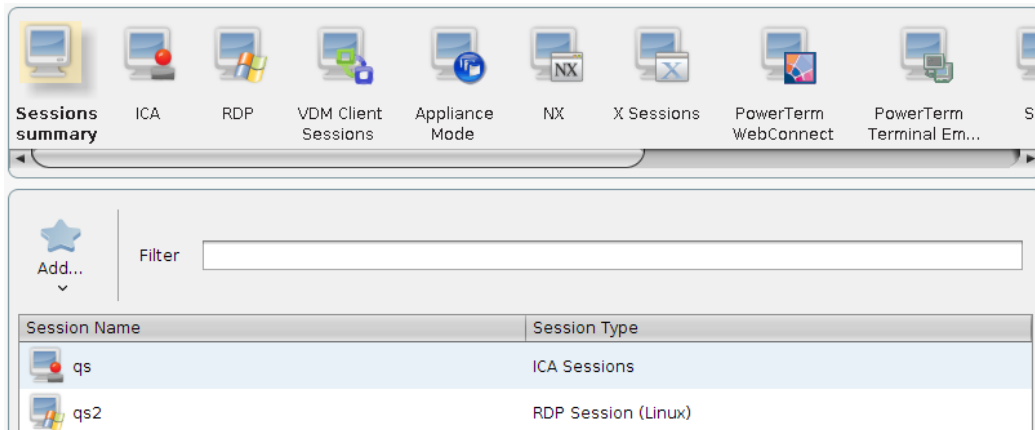 Sessions summary
ICA
RDP
VDM Client Sessions
Appliance Mode
NX
NX
X
X Sessions
PowerTerm WebConnect
PowerTerm Terminal Em...
S
Add...
Filter
Session Name Session Type
qs ICA Sessions
qs2 RDP Session (Linux)